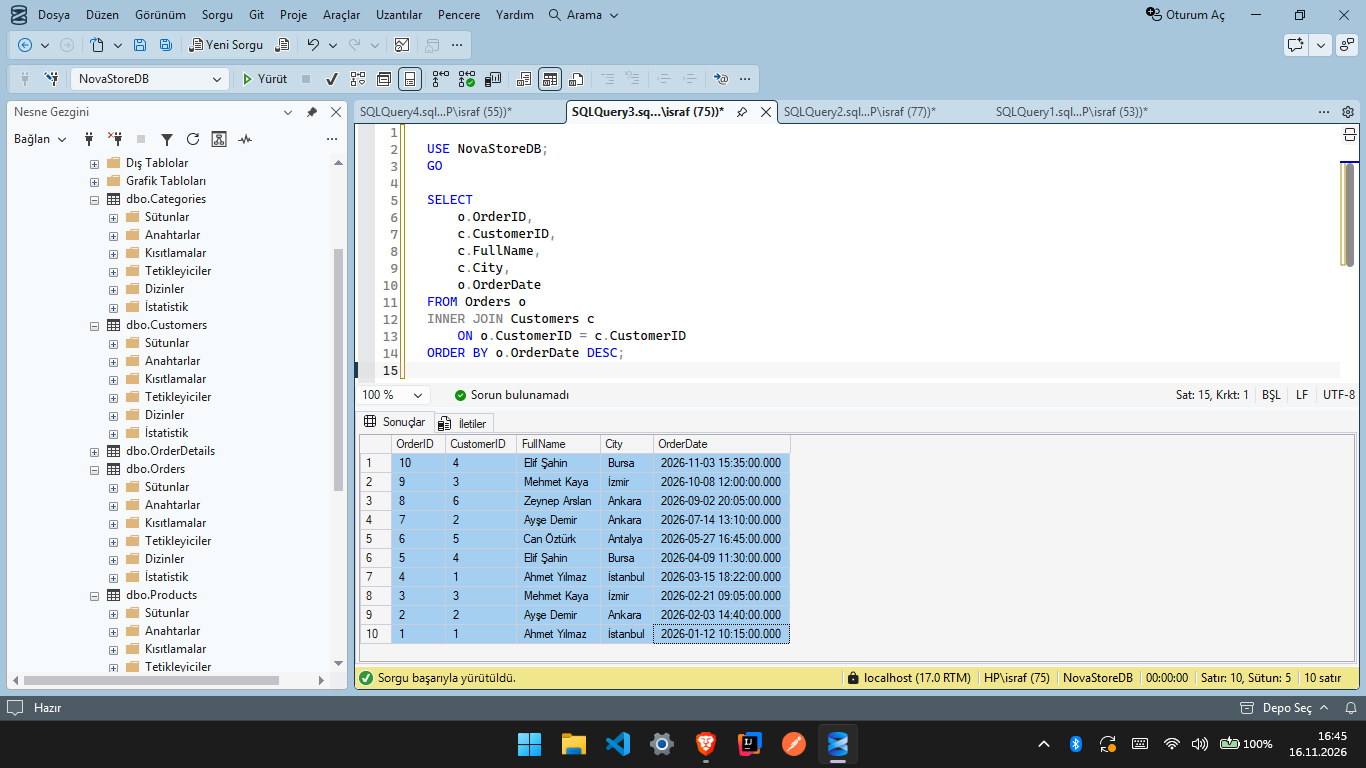 Dosya Düzen Görünüm Sorgu Git Proje Araçlar Uzantılar Pencere Yardım Arama Oturum Aç
Yeni Sorgu
NovaStoreDB Yürüt
Nesne Gezgini
Bağlan
Dış Tablolar
Grafik Tabloları
dbo.Categories
Sütunlar
Anahtarlar
Kısıtlamalar
Tetikleyiciler
Dizinler
İstatistik
dbo.Customers
Sütunlar
Anahtarlar
Kısıtlamalar
Tetikleyiciler
Dizinler
İstatistik
dbo.OrderDetails
dbo.Orders
Sütunlar
Anahtarlar
Kısıtlamalar
Tetikleyiciler
Dizinler
İstatistik
dbo.Products
Sütunlar
Anahtarlar
Kısıtlamalar
Tetikleyiciler
SQLQuery4.sql...P\israf (55))* SQLQuery3.sq...\israf (75))* SQLQuery2.sql...P\israf (77))* SQLQuery1.sql...P\israf (53))*
1
2 USE NovaStoreDB;
3 GO
4
5 SELECT
6 o.OrderID,
7 c.CustomerID,
8 c.FullName,
9 c.City,
10 o.OrderDate
11 FROM Orders o
12 INNER JOIN Customers c
13 ON o.CustomerID = c.CustomerID
14 ORDER BY o.OrderDate DESC;
15
100 % Sorun bulunamadı Sat: 15, Krkt: 1 BŞL LF UTF-8
Sonuçlar İletiler
OrderID CustomerID FullName City OrderDate
1 10 4 Elif Şahin Bursa 2026-11-03 15:35:00.000
2 9 3 Mehmet Kaya İzmir 2026-10-08 12:00:00.000
3 8 6 Zeynep Arslan Ankara 2026-09-02 20:05:00.000
4 7 2 Ayşe Demir Ankara 2026-07-14 13:10:00.000
5 6 5 Can Öztürk Antalya 2026-05-27 16:45:00.000
6 5 4 Elif Şahin Bursa 2026-04-09 11:30:00.000
7 4 1 Ahmet Yılmaz İstanbul 2026-03-15 18:22:00.000
8 3 3 Mehmet Kaya İzmir 2026-02-21 09:05:00.000
9 2 2 Ayşe Demir Ankara 2026-02-03 14:40:00.000
10 1 1 Ahmet Yılmaz İstanbul 2026-01-12 10:15:00.000
Sorgu başarıyla yürütüldü. localhost (17.0 RTM) HP\israf (75) NovaStoreDB 00:00:00 Satır: 10, Sütun: 5 10 satır
Hazır Depo Seç
100% 16:45
16.11.2026